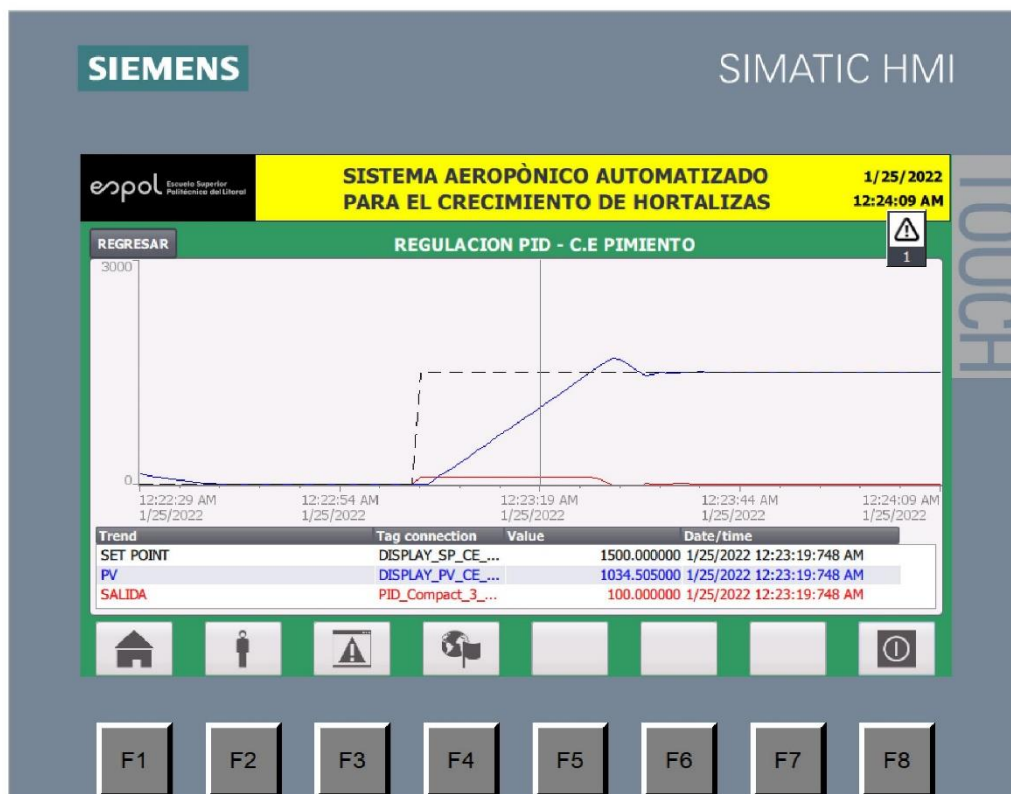 SIEMENS
SIMATIC HMI
TOUCH
espol Escuela Superior
Politécnica del Litoral
SISTEMA AEROPÒNICO AUTOMATIZADO
PARA EL CRECIMIENTO DE HORTALIZAS
1/25/2022
12:24:09 AM
REGRESAR
REGULACION PID - C.E PIMIENTO
1
3000
0
12:22:29 AM 12:22:54 AM 12:23:19 AM 12:23:44 AM 12:24:09 AM
1/25/2022 1/25/2022 1/25/2022 1/25/2022 1/25/2022
Trend Tag connection Value Date/time
SET POINT DISPLAY_SP_CE_... 1500.000000 1/25/2022 12:23:19:748 AM
PV DISPLAY_PV_CE_... 1034.505000 1/25/2022 12:23:19:748 AM
SALIDA PID_Compact_3_... 100.000000 1/25/2022 12:23:19:748 AM
F1 F2 F3 F4 F5 F6 F7 F8